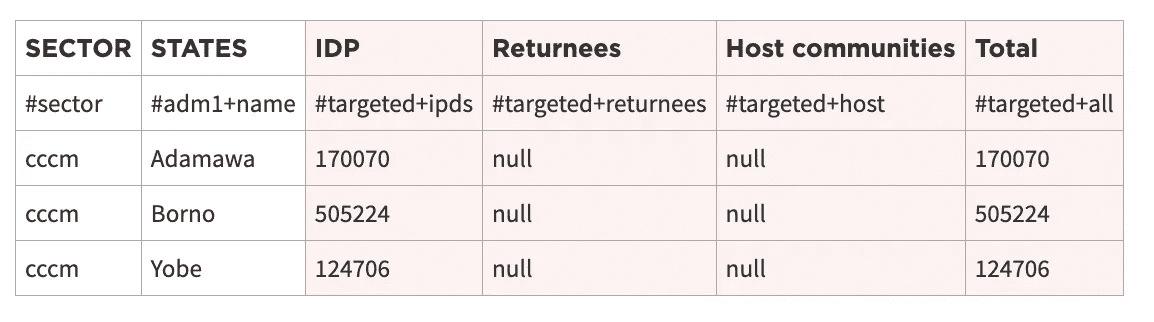 SECTOR STATES IDP Returnees Host communities Total
#sector #adm1+name #targeted+ipds #targeted+returnees #targeted+host #targeted+all
cccm Adamawa 170070 null null 170070
cccm Borno 505224 null null 505224
cccm Yobe 124706 null null 124706